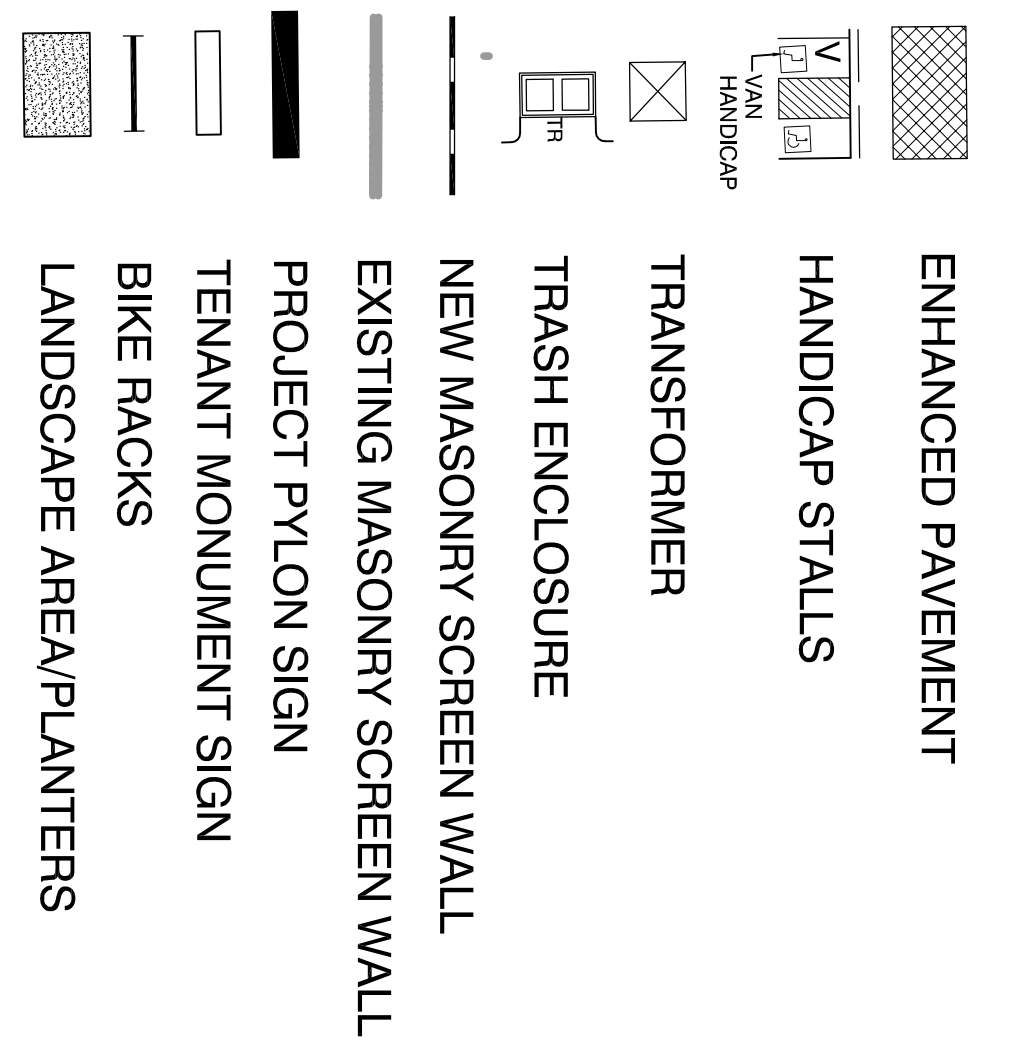 ENHANCED PAVEMENT
V
VAN
HANDICAP
HANDICAP STALLS
TRANSFORMER
TR
TRASH ENCLOSURE
NEW MASONRY SCREEN WALL
EXISTING MASONRY SCREEN WALL
PROJECT PYLON SIGN
TENANT MONUMENT SIGN
BIKE RACKS
LANDSCAPE AREA/PLANTERS